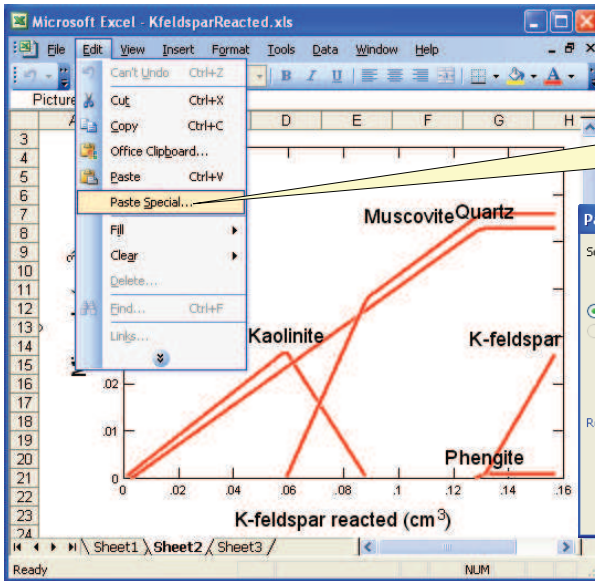 Microsoft Excel - KfeldsparReacted.xls
File Edit View Insert Format Tools Data Window Help
B I U A
Picture
Can't Undo Ctrl+Z
Cut Ctrl+X
Copy Ctrl+C
Office Clipboard...
Paste Ctrl+V
Paste Special...
Fill
Clear
Delete...
Find... Ctrl+F
Links...
A D E F G H
3
4
5
6
7
8
9
10
11
12
13
14
15
16
17
18
19
20
21
22
23
24
Muscovite Quartz
Kaolinite K-feldspar
Phengite
.02
.01
0
0 .02 .04 .06 .08 .1 .12 .14 .16
K-feldspar reacted (cm3)
Sheet1 Sheet2 Sheet3
Ready NUM